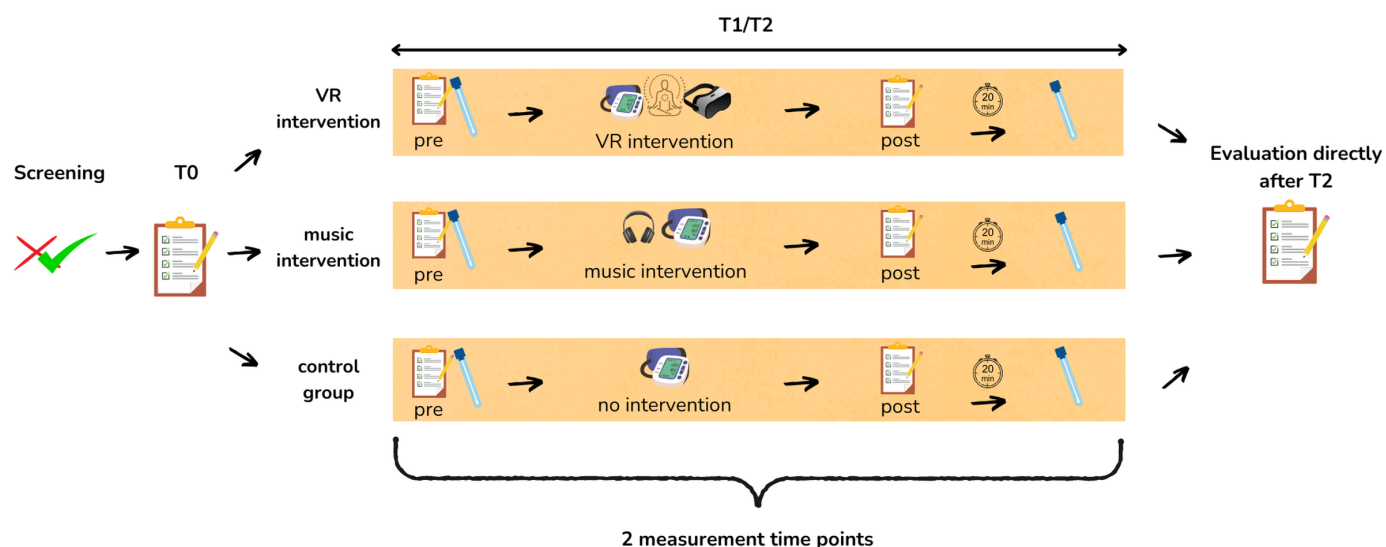 T1/T2
VR
intervention
pre
VR intervention
post
20
min
Screening
T0
Evaluation directly
after T2
music
intervention
pre
music intervention
post
20
min
control
group
pre
no intervention
post
20
min
2 measurement time points